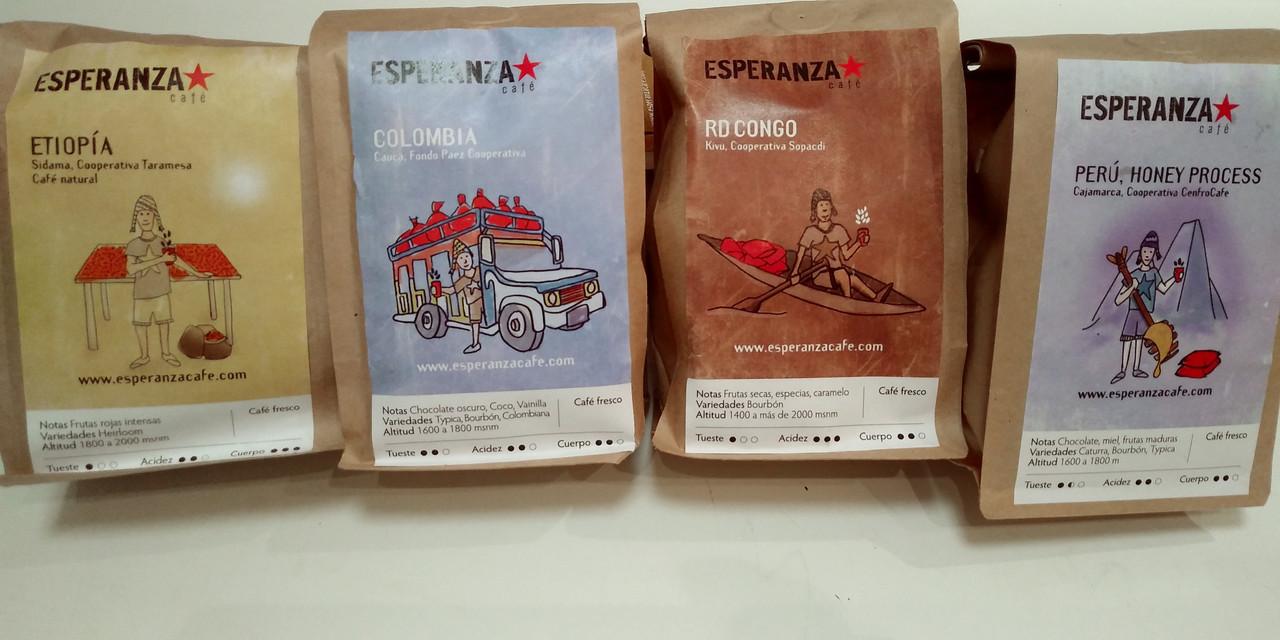 ESPERANZA
café
ETIOPÍA
Sidama, Cooperativa Taramesa
Café natural
www.esperanzacafe.com
Notas Frutas rojas intensas
Variedades Heirloom
Altitud 1800 a 2000 msnm
Café fresco
Tueste Acidez Cuerpo
ESPERANZA
café
COLOMBIA
Cauca, Fondo Paez Cooperativa
www.esperanzacafe.com
Notas Chocolate oscuro, Coco, Vainilla
Variedades Typica, Bourbón, Colombiana
Altitud 1600 a 1800 msnm
Café fresco
Tueste Acidez Cuerpo
ESPERANZA
café
RD CONGO
Kivu, Cooperativa Sopacdi
www.esperanzacafe.com
Notas Frutas secas, especias, caramelo
Variedades Bourbón
Altitud 1400 a más de 2000 msnm
Café fresco
Tueste Acidez Cuerpo
ESPERANZA
café
PERÚ, HONEY PROCESS
Cajamarca, Cooperativa CenfroCafe
www.esperanzacafe.com
Notas Chocolate, miel, frutas maduras
Variedades Caturra, Bourbón, Typica
Altitud 1600 a 1800 m
Café fresco
Tueste Acidez Cuerpo